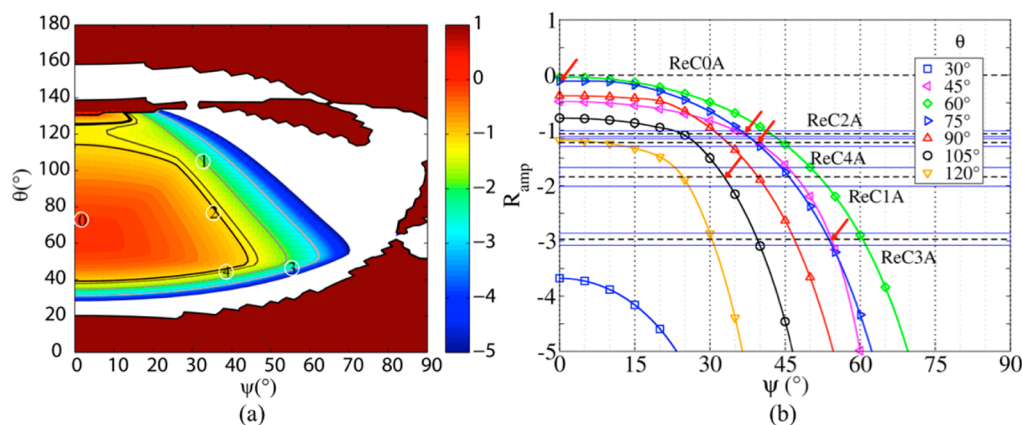 180
160
140
120
100
80
60
40
20
0
θ(°)
0 10 20 30 40 50 60 70 80 90
ψ(°)
0
1
2
3
4
1
0
−1
−2
−3
−4
−5
(a)
1
0
-1
-2
-3
-4
-5
R_amp
0 15 30 45 60 75 90
ψ (°)
ReC0A
ReC2A
ReC4A
ReC1A
ReC3A
θ
30°
45°
60°
75°
90°
105°
120°
(b)